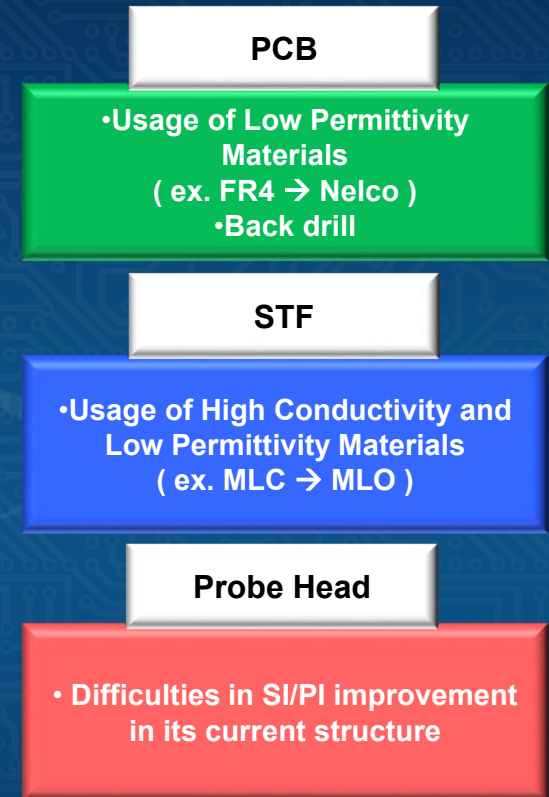 PCB
•Usage of Low Permittivity
Materials
( ex. FR4 → Nelco )
•Back drill
STF
•Usage of High Conductivity and
Low Permittivity Materials
( ex. MLC → MLO )
Probe Head
• Difficulties in SI/PI improvement
in its current structure